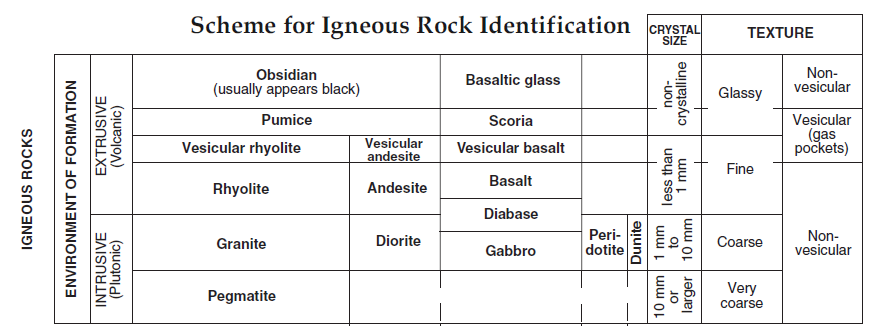 Scheme for Igneous Rock Identification
CRYSTAL
SIZE
TEXTURE
IGNEOUS ROCKS
ENVIRONMENT OF FORMATION
EXTRUSIVE
(Volcanic)
Obsidian
(usually appears black)
Basaltic glass
non-
crystalline
Glassy
Non-
vesicular
Pumice
Scoria
Vesicular
(gas
pockets)
Vesicular rhyolite
Vesicular
andesite
Vesicular basalt
less than
1 mm
Fine
Rhyolite
Andesite
Basalt
Diabase
INTRUSIVE
(Plutonic)
Granite
Diorite
Gabbro
Peri-
dotite
Dunite
1 mm
to
10 mm
Coarse
Non-
vesicular
Pegmatite
10 mm
or
larger
Very
coarse